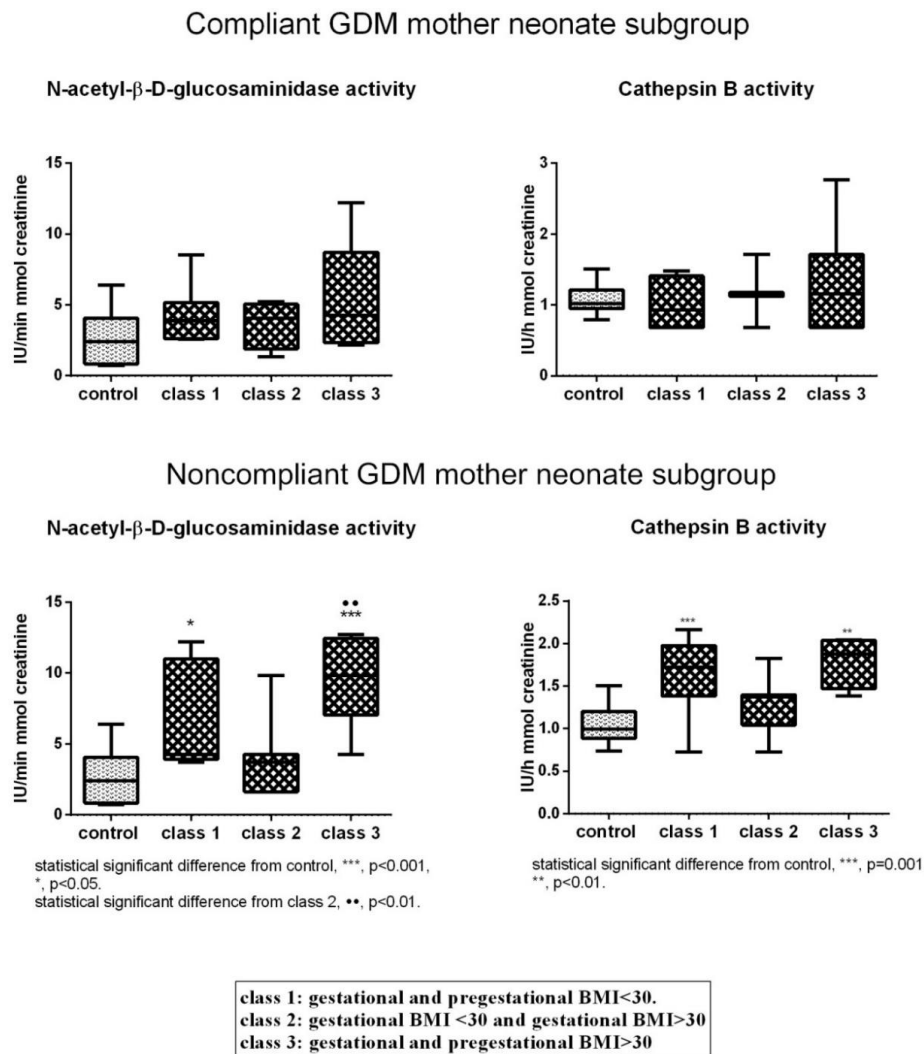 Compliant GDM mother neonate subgroup
N-acetyl-β-D-glucosaminidase activity
Cathepsin B activity
IU/min mmol creatinine
15
10
5
0
control class 1 class 2 class 3
IU/h mmol creatinine
3
2
1
0
control class 1 class 2 class 3
Noncompliant GDM mother neonate subgroup
N-acetyl-β-D-glucosaminidase activity
Cathepsin B activity
IU/min mmol creatinine
15
10
5
0
*
••
***
control class 1 class 2 class 3
statistical significant difference from control, ***, p<0.001,
*, p<0.05.
statistical significant difference from class 2, ••, p<0.01.
IU/h mmol creatinine
2.5
2.0
1.5
1.0
0.5
0.0
***
**
control class 1 class 2 class 3
statistical significant difference from control, ***, p=0.001
**, p<0.01.
class 1: gestational and pregestational BMI<30.
class 2: gestational BMI <30 and gestational BMI>30
class 3: gestational and pregestational BMI>30